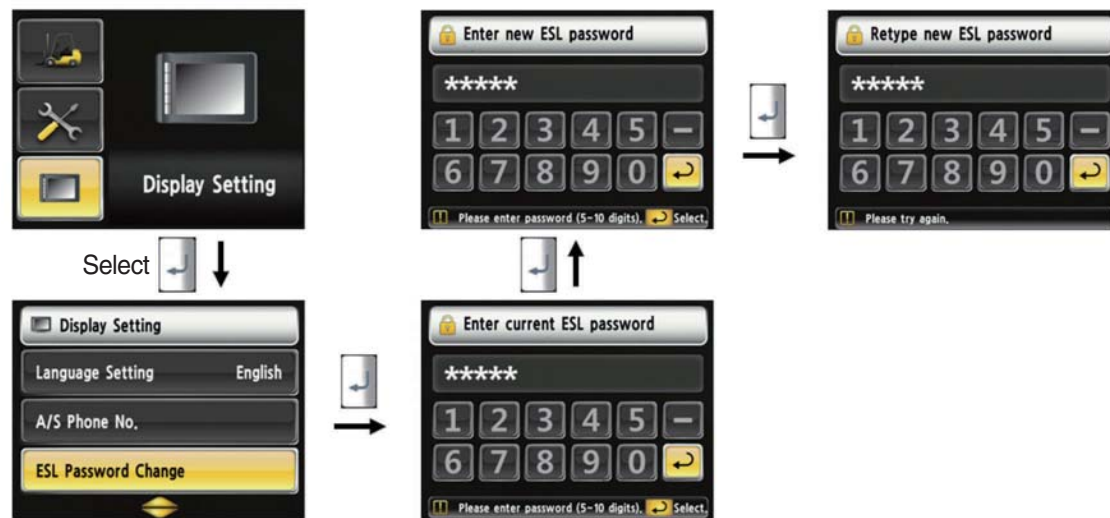 Display Setting
Select
Display Setting
Language Setting English
A/S Phone No.
ESL Password Change
Enter current ESL password
*****
1 2 3 4 5 -
6 7 8 9 0
Please enter password (5~10 digits). Select.
Enter new ESL password
*****
1 2 3 4 5 -
6 7 8 9 0
Please enter password (5~10 digits). Select.
Retype new ESL password
*****
1 2 3 4 5 -
6 7 8 9 0
Please try again.